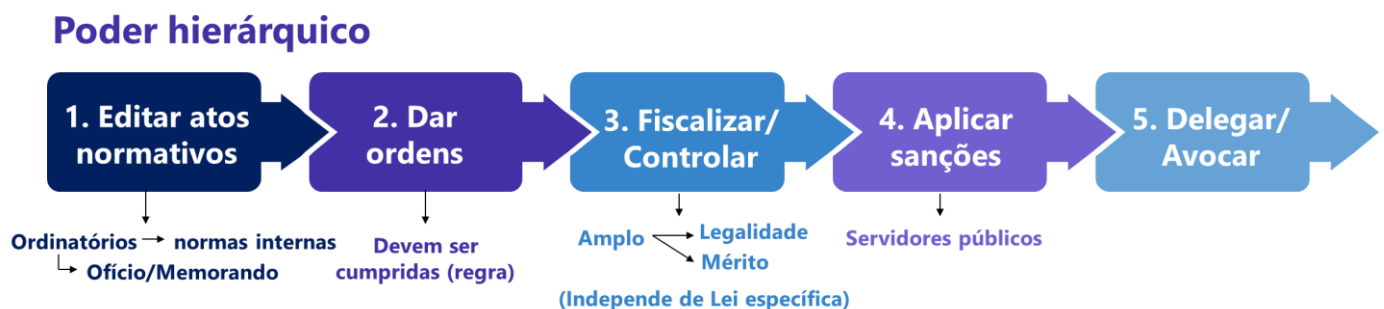 Poder hierárquico
1. Editar atos
normativos
2. Dar
ordens
3. Fiscalizar/
Controlar
4. Aplicar
sanções
5. Delegar/
Avocar
Ordinatórios normas internas
Ofício/Memorando
Devem ser
cumpridas (regra)
Amplo
Legalidade
Mérito
(Independe de Lei específica)
Servidores públicos